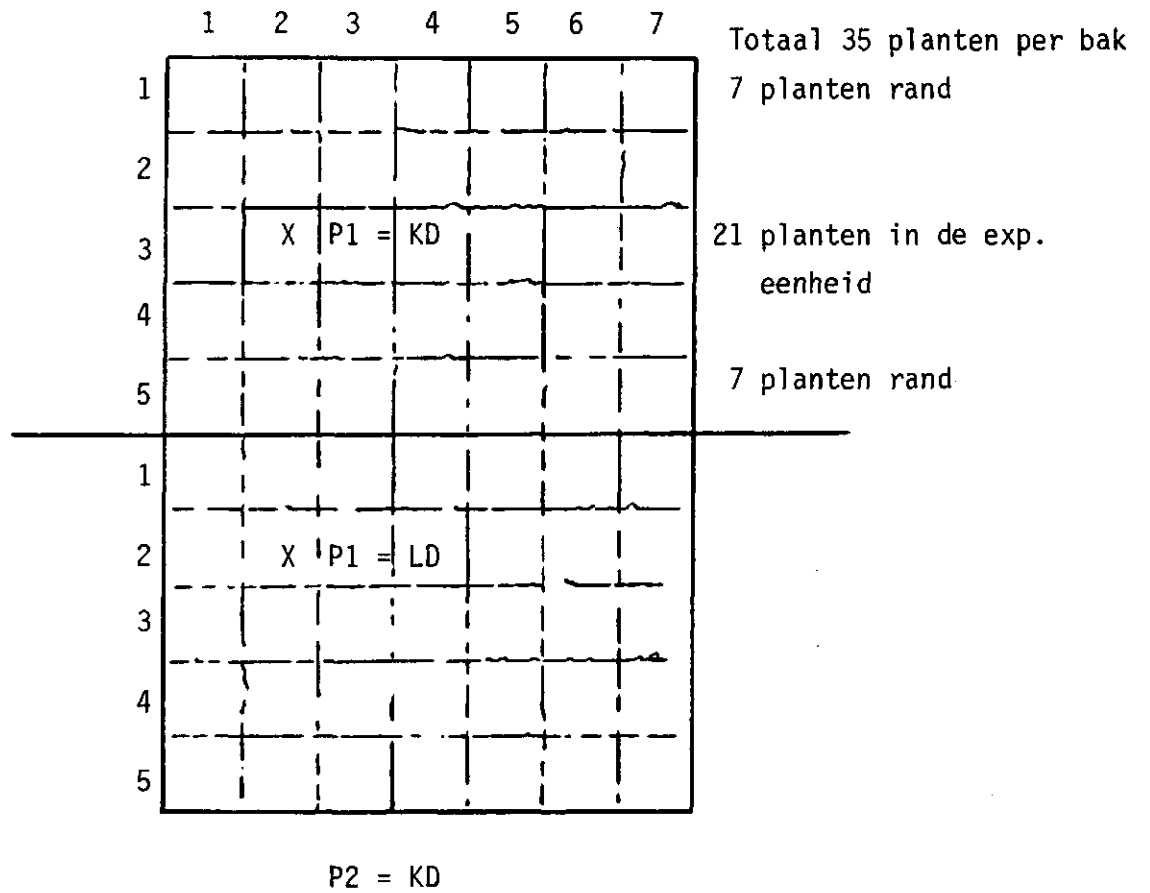 1 2 3 4 5 6 7
Totaal 35 planten per bak
1
7 planten rand
2
3
X P1 = KD
21 planten in de exp.
eenheid
4
5
7 planten rand
1
2
X P1 = LD
3
4
5
P2 = KD